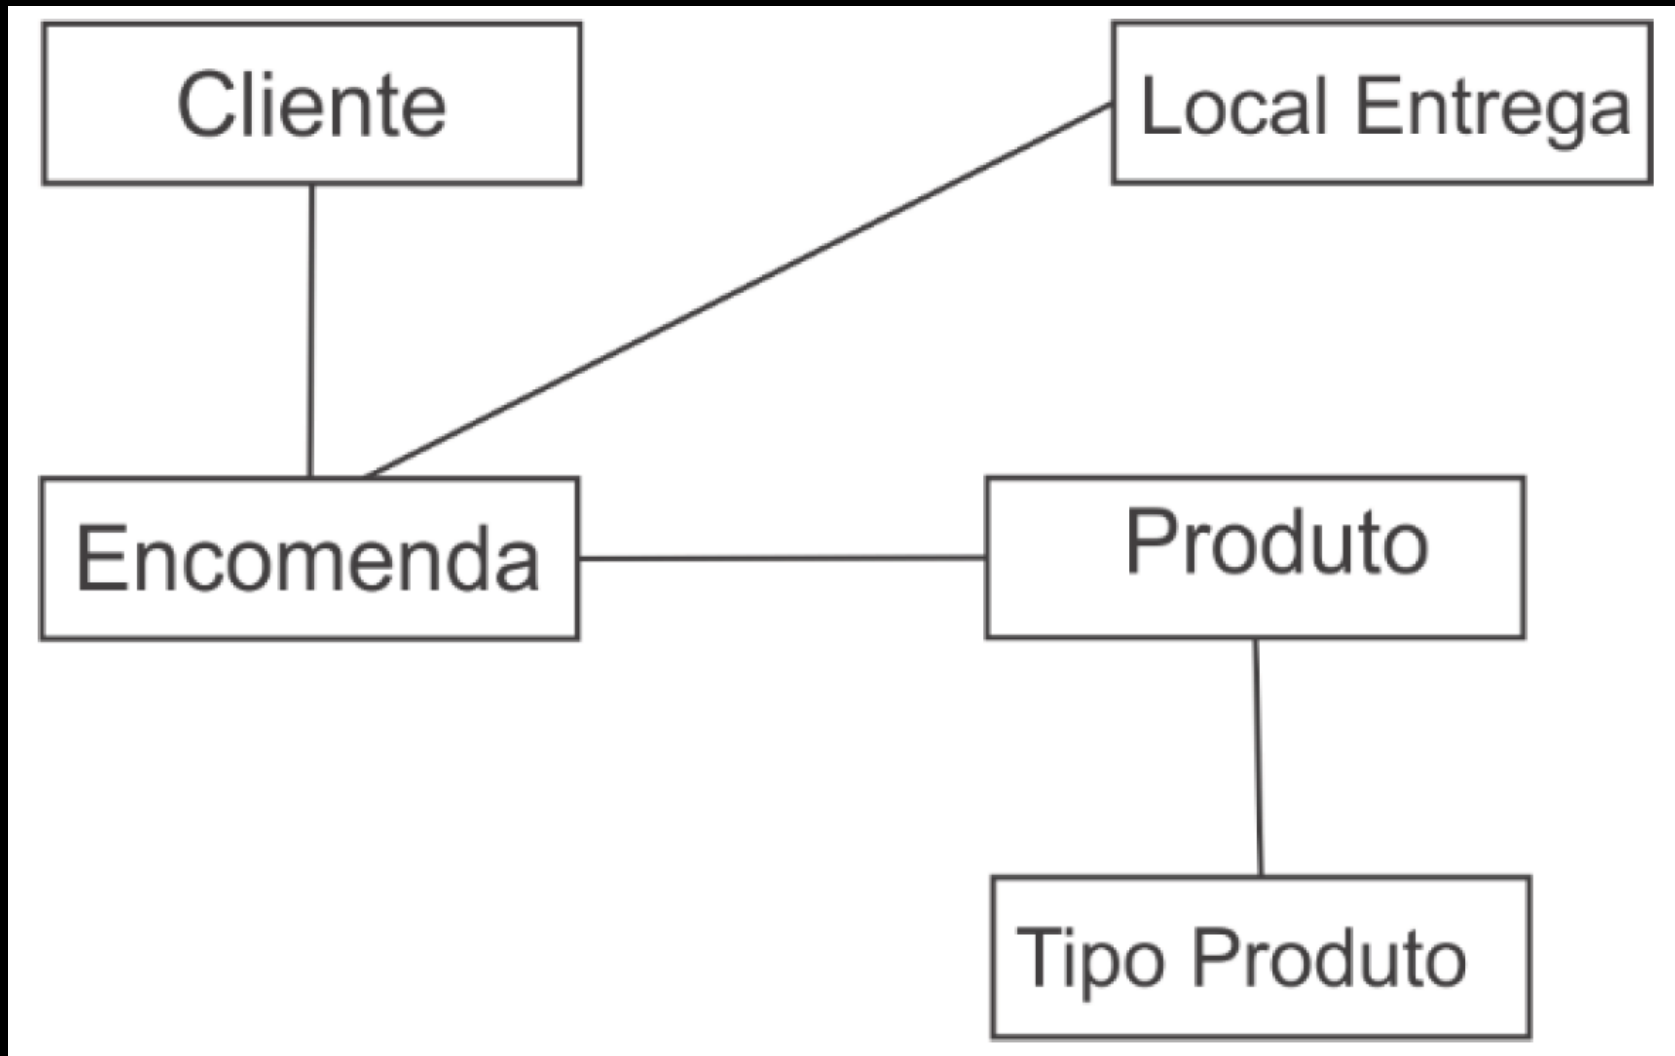 Cliente
Local Entrega
Encomenda
Produto
Tipo Produto